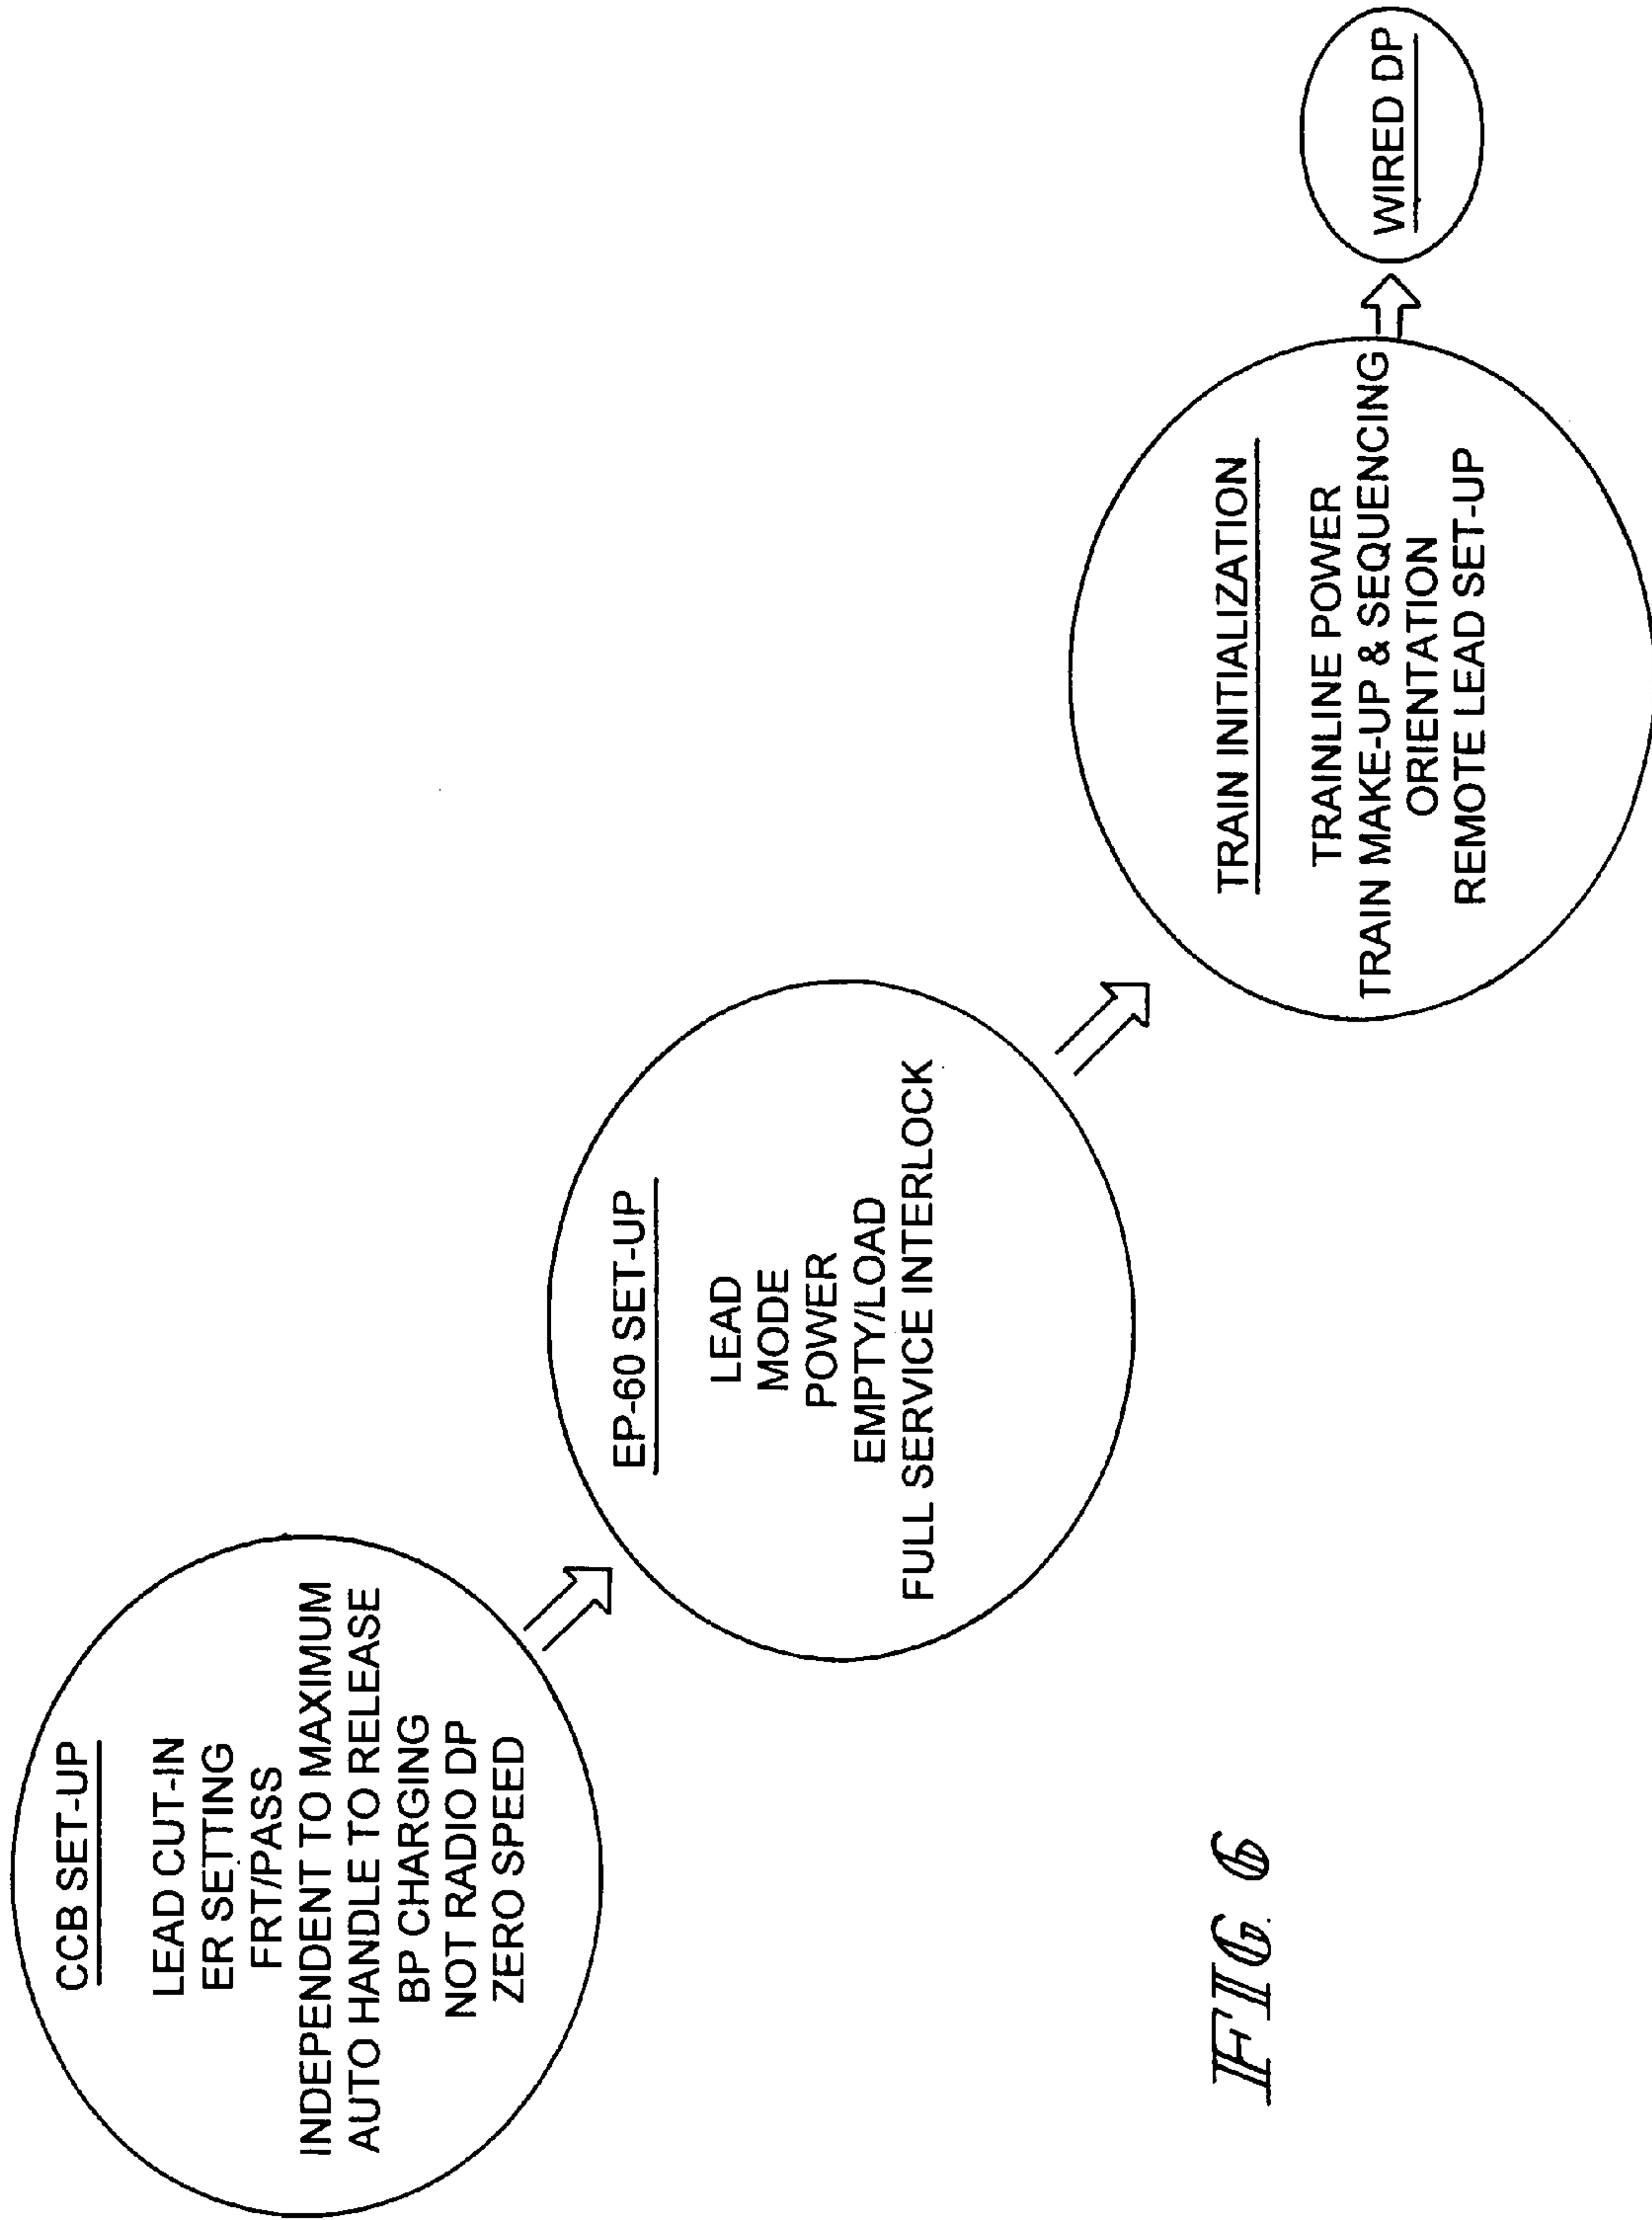 CCB SET-UP
LEAD CUT-IN
ER SETTING
FRT/PASS
INDEPENDENT TO MAXIMUM
AUTO HANDLE TO RELEASE
BP CHARGING
NOT RADIO DP
ZERO SPEED
EP-60 SET-UP
LEAD
MODE
POWER
EMPTY/LOAD
FULL SERVICE INTERLOCK
TRAIN INITIALIZATION
TRAINLINE POWER
TRAIN MAKE-UP & SEQUENCING
ORIENTATION
REMOTE LEAD SET-UP
WIRED DP
FIG. 6